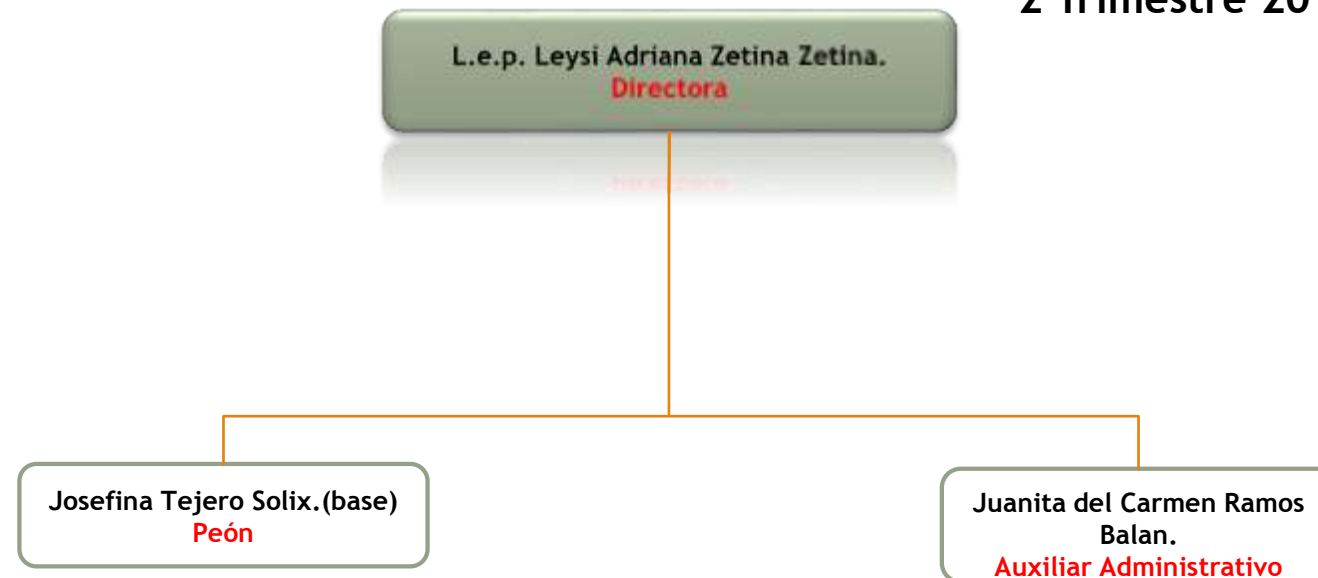 2 Trimestre 20
L.e.p. Leysi Adriana Zetina Zetina.
Directora
Josefina Tejero Solix.(base)
Peón
Juanita del Carmen Ramos
Balan.
Auxiliar Administrativo